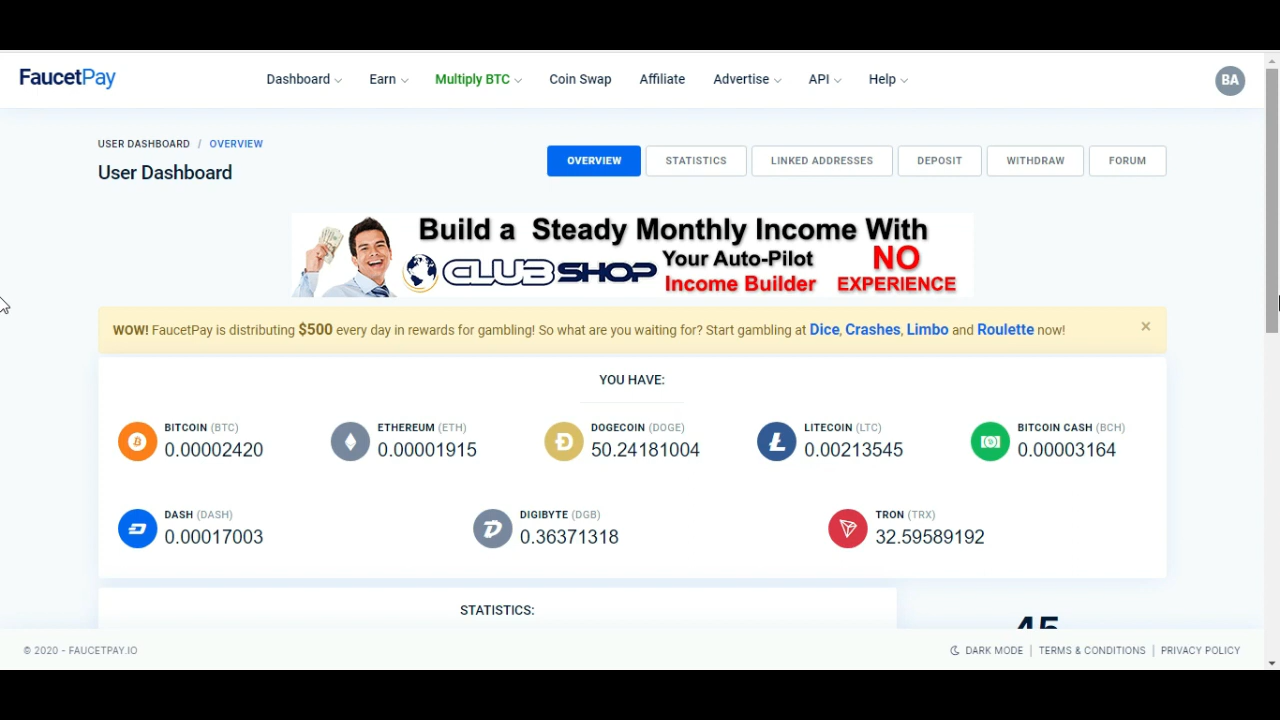 FaucetPay
Dashboard Earn Multiply BTC Coin Swap Affiliate Advertise API Help
BA
USER DASHBOARD / OVERVIEW
User Dashboard
OVERVIEW STATISTICS LINKED ADDRESSES DEPOSIT WITHDRAW FORUM
Build a Steady Monthly Income With
CLUBSHOP
Your Auto-Pilot
Income Builder
NO
EXPERIENCE
WOW! FaucetPay is distributing $500 every day in rewards for gambling! So what are you waiting for? Start gambling at Dice, Crashes, Limbo and Roulette now! ×
YOU HAVE:
BITCOIN (BTC)
0.00002420
ETHEREUM (ETH)
0.00001915
DOGECOIN (DOGE)
50.24181004
LITECOIN (LTC)
0.00213545
BITCOIN CASH (BCH)
0.00003164
DASH (DASH)
0.00017003
DIGIBYTE (DGB)
0.36371318
TRON (TRX)
32.59589192
STATISTICS:
45
© 2020 - FAUCETPAY.IO
DARK MODE | TERMS & CONDITIONS | PRIVACY POLICY